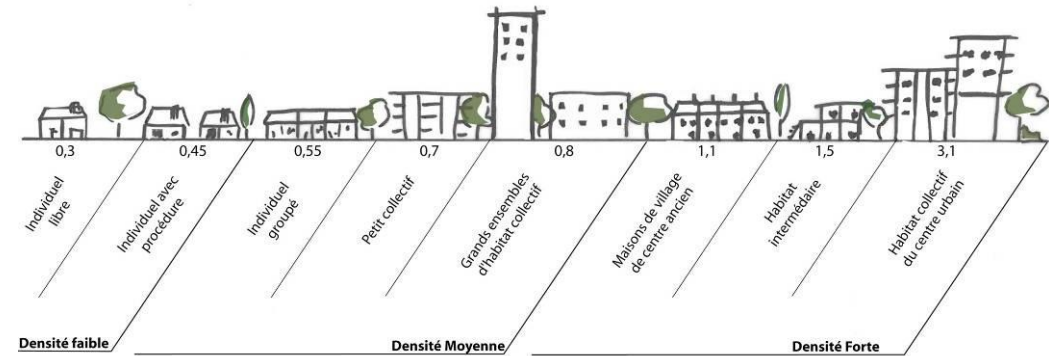 0,3
0,45
0,55
0,7
0,8
1,1
1,5
3,1
Individuel
libre
Individuel avec
procédure
Individuel
groupé
Petit collectif
Grands ensembles
d'habitat collectif
Maisons de village
de centre ancien
Habitat
intermédaire
Habitat collectif
du centre urbain
Densité faible
Densité Moyenne
Densité Forte